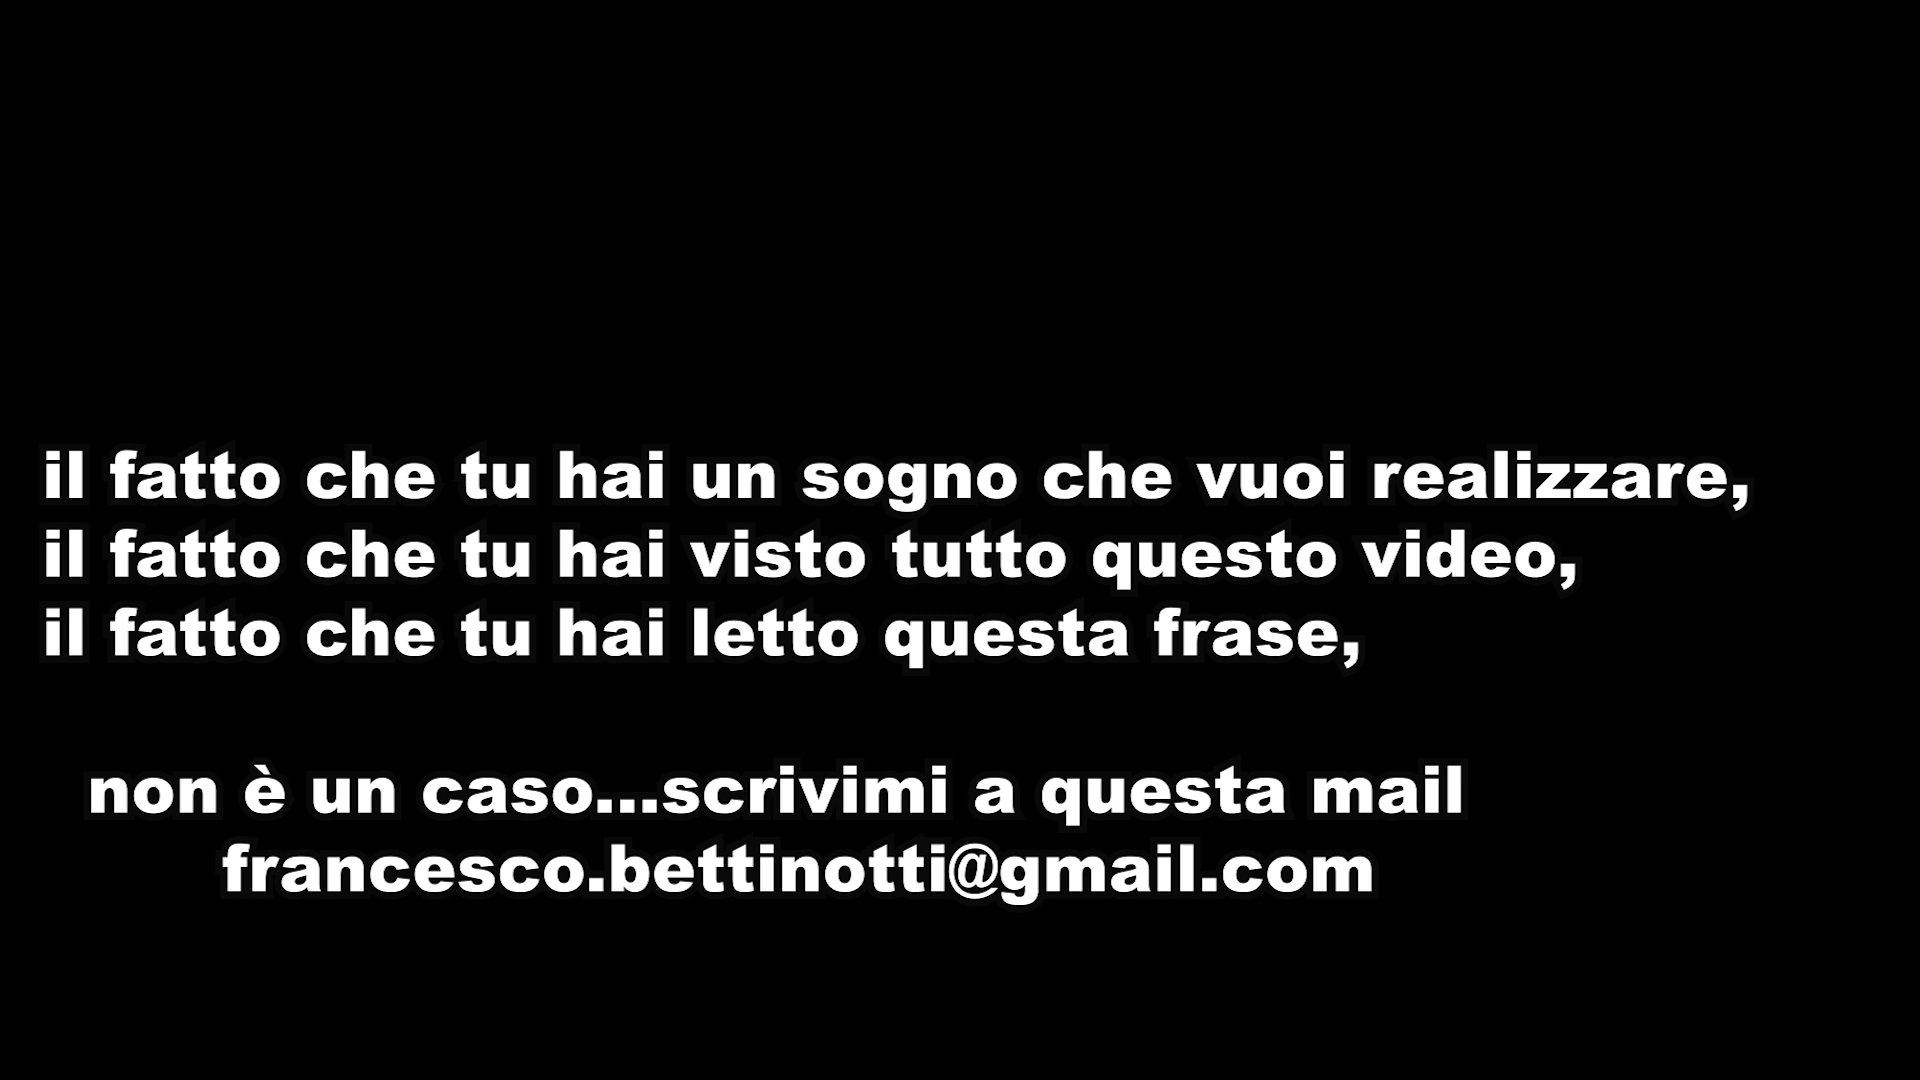 il fatto che tu hai un sogno che vuoi realizzare,
il fatto che tu hai visto tutto questo video,
il fatto che tu hai letto questa frase,
non è un caso...scrivimi a questa mail
francesco.bettinotti@gmail.com